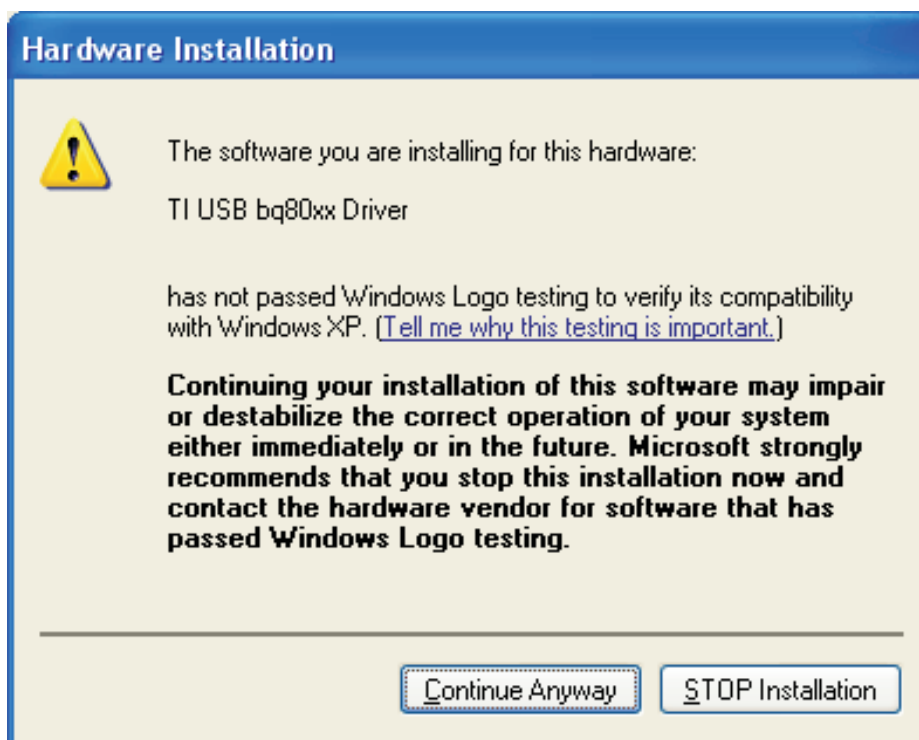 Hardware Installation
The software you are installing for this hardware:
TI USB bq80xx Driver
has not passed Windows Logo testing to verify its compatibility
with Windows XP. (Tell me why this testing is important.)
Continuing your installation of this software may impair
or destabilize the correct operation of your system
either immediately or in the future. Microsoft strongly
recommends that you stop this installation now and
contact the hardware vendor for software that has
passed Windows Logo testing.
Continue Anyway
STOP Installation